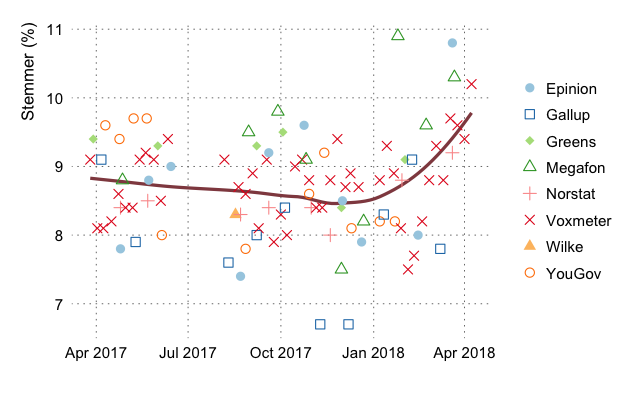 Stemmer (%)
11
10
9
8
7
Apr 2017
Jul 2017
Oct 2017
Jan 2018
Apr 2018
Epinion
Gallup
Greens
Megafon
Norstat
Voxmeter
Wilke
YouGov